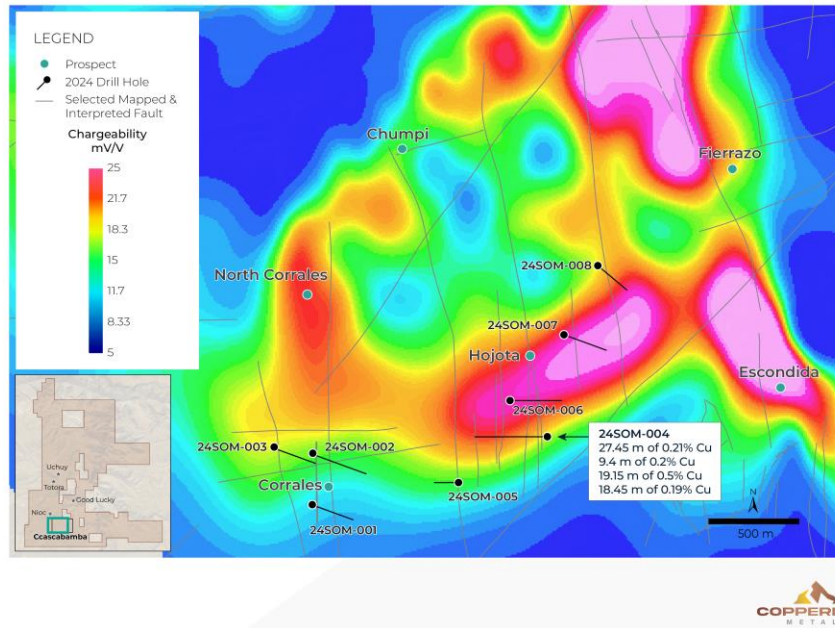 LEGEND
Prospect
2024 Drill Hole
Selected Mapped &
Interpreted Fault
Chargeability
mV/V
25
21.7
18.3
15
11.7
8.33
5
Chumpi
Fierrazo
24SOM-008
North Corrales
24SOM-007
Hojota
Escondida
24SOM-006
24SOM-003
24SOM-002
24SOM-004
27.45 m of 0.21% Cu
9.4 m of 0.2% Cu
19.15 m of 0.5% Cu
18.45 m of 0.19% Cu
Corrales
24SOM-005
24SOM-001
N
500 m
Uchuy
Totora
Good Lucky
Nioc
Ccascabamba
METAL